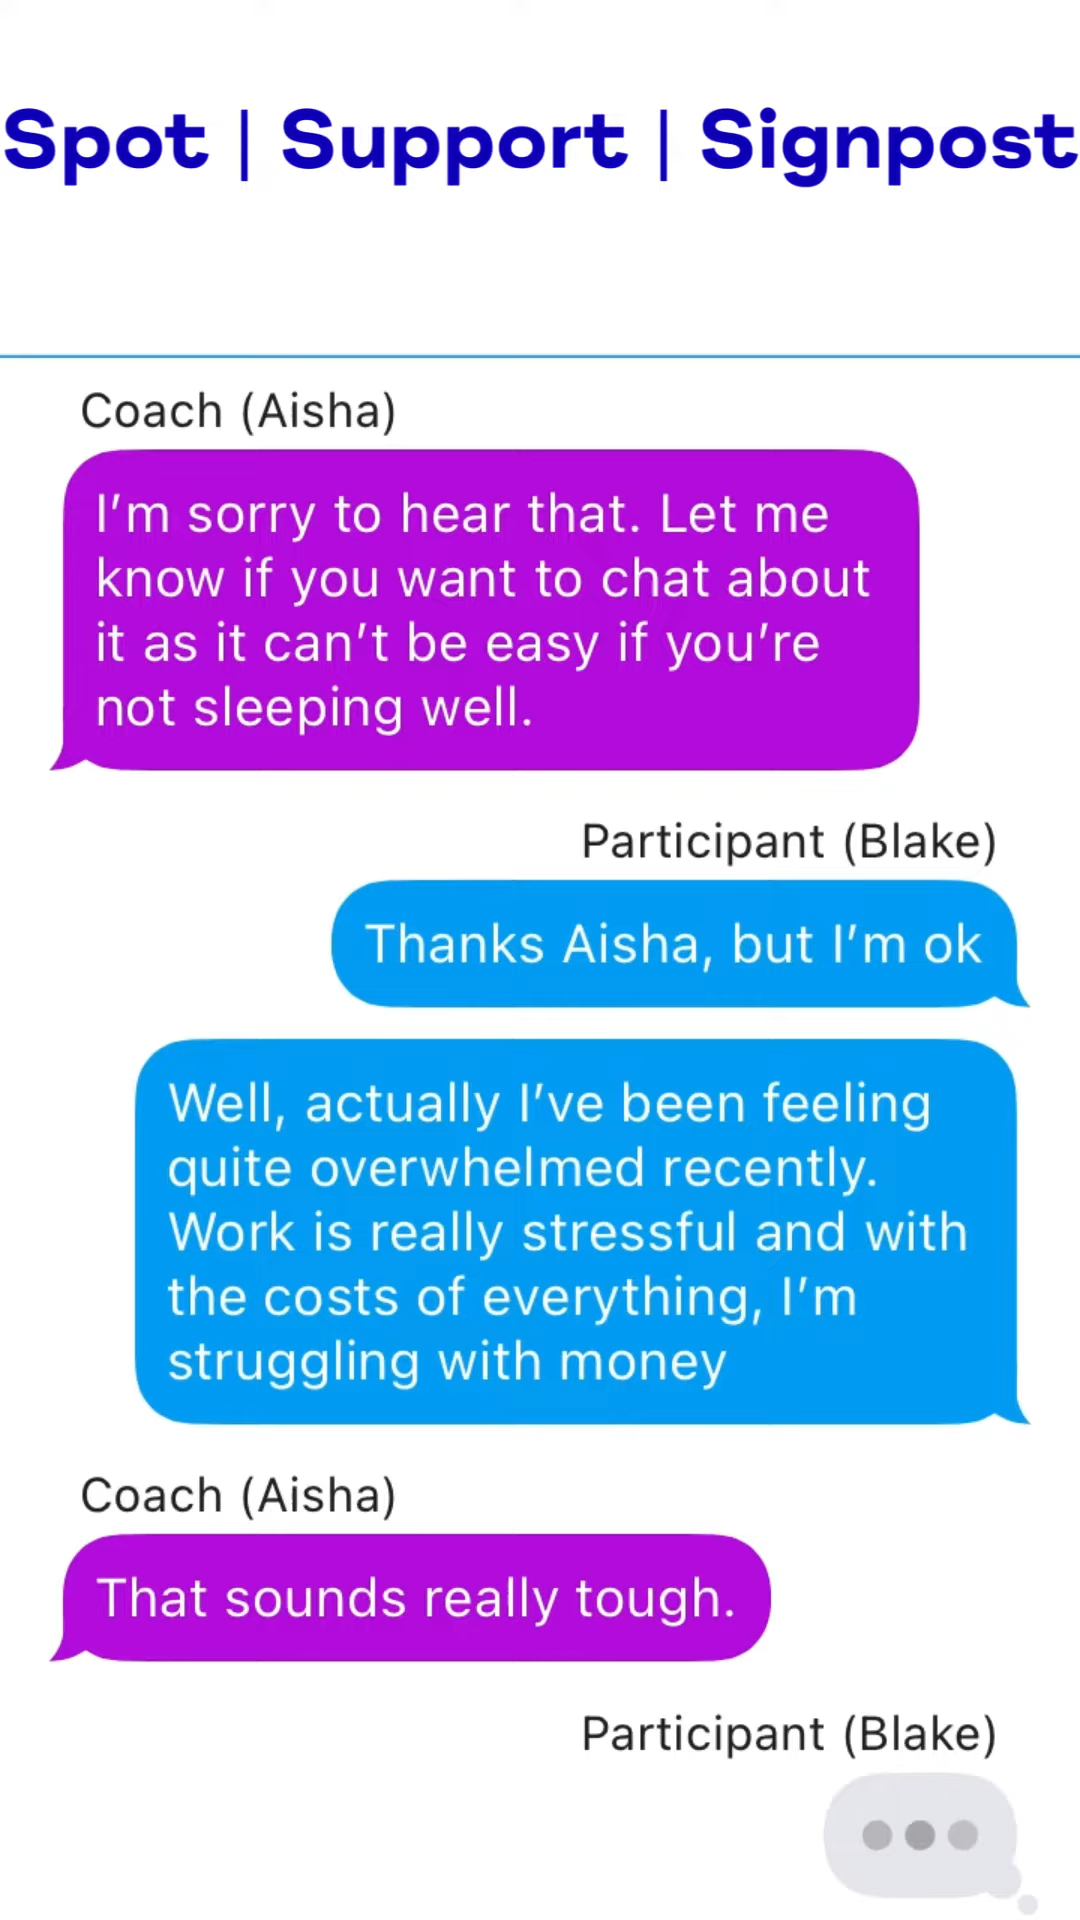 Spot | Support | Signpost
Coach (Aisha)
I’m sorry to hear that. Let me
know if you want to chat about
it as it can’t be easy if you’re
not sleeping well.
Participant (Blake)
Thanks Aisha, but I’m ok
Well, actually I’ve been feeling
quite overwhelmed recently.
Work is really stressful and with
the costs of everything, I’m
struggling with money
Coach (Aisha)
That sounds really tough.
Participant (Blake)